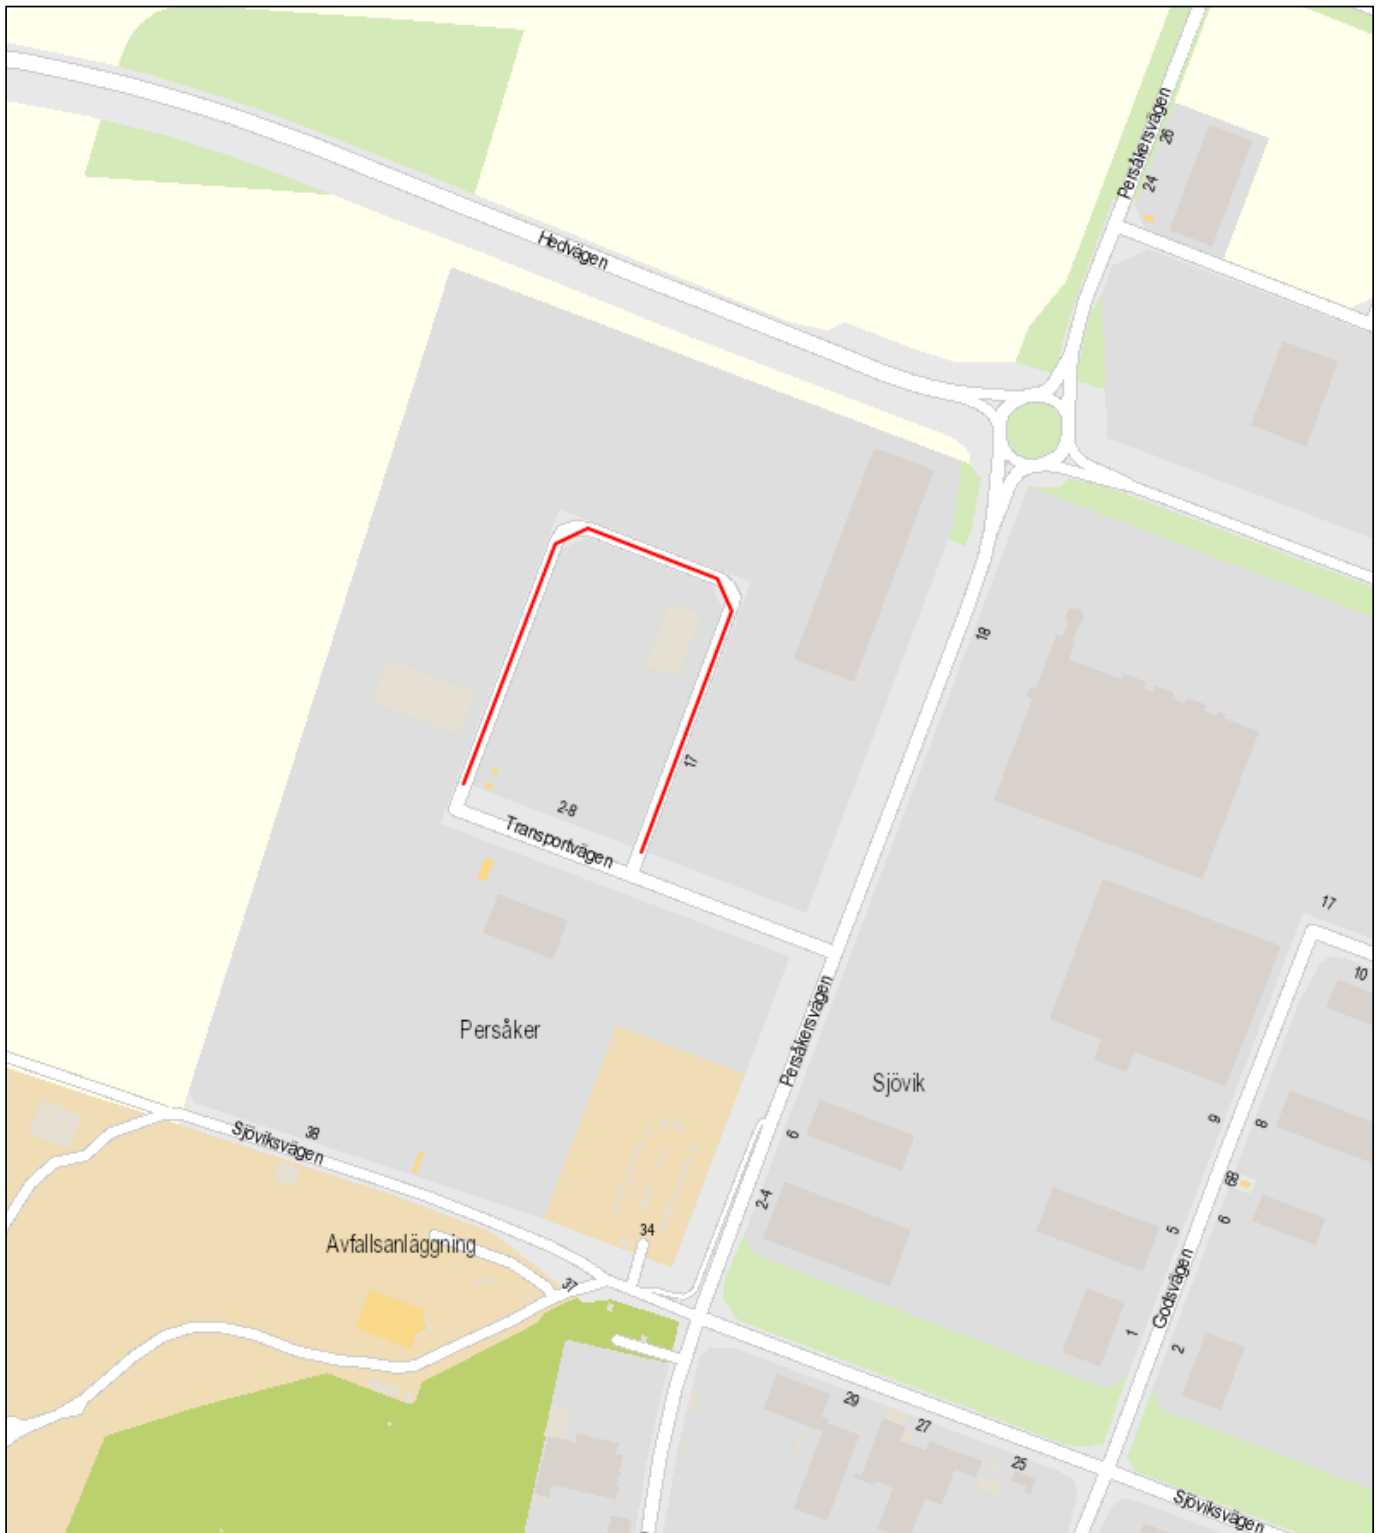 Persåkersvägen
26
24
Hedvägen
18
17
2-8
Transportvägen
17
10
Persåkersvägen
Persåker
Sjövik
38
Sjöviksvägen
6
9
8
2-4
6B
6
5
34
Avfallsanläggning
37
Godsvägen
1
2
29
27
25
Sjöviksvägen